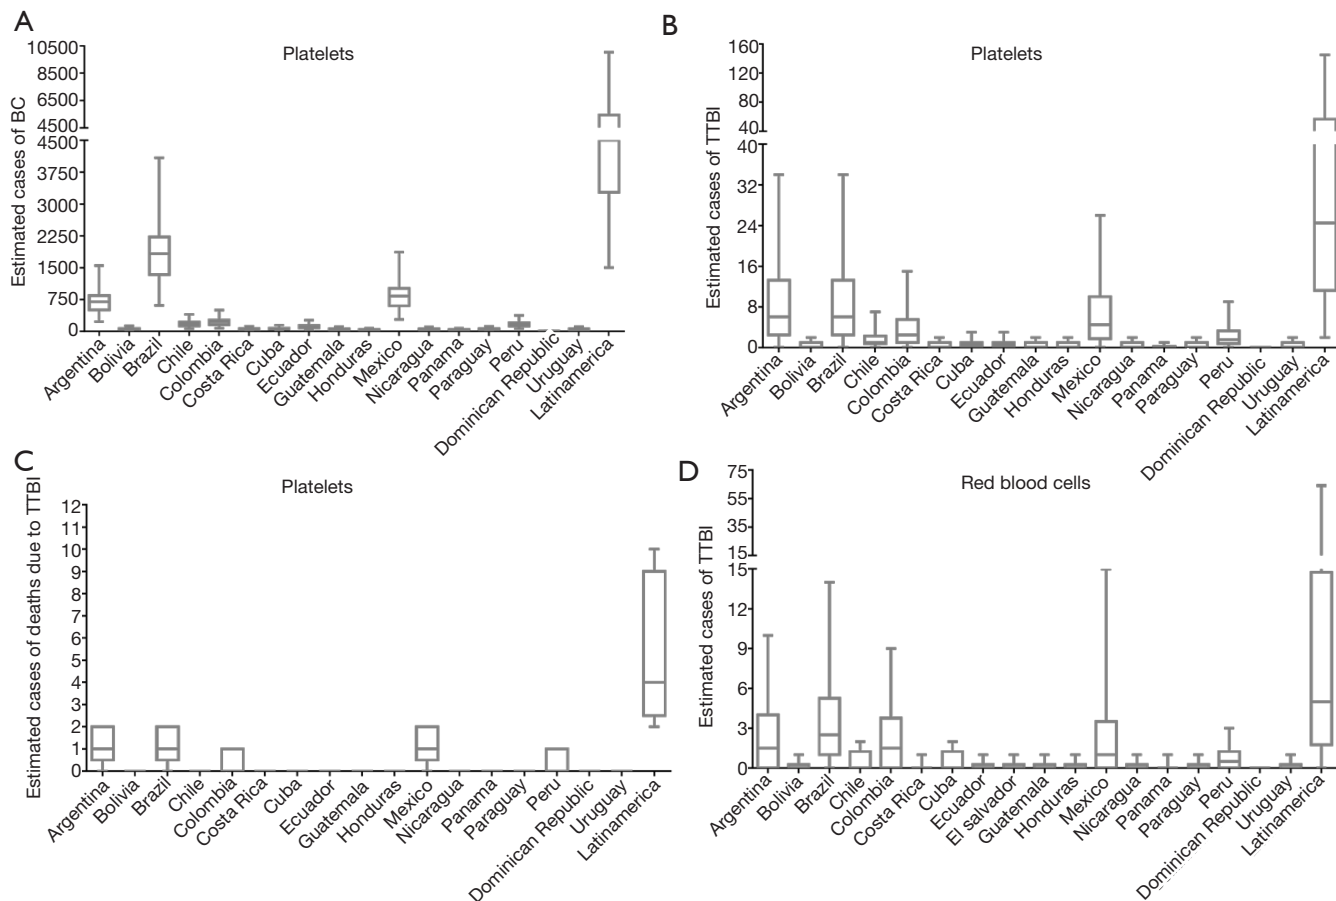 A
Platelets
Estimated cases of BC
10500
8500
6500
4500
4500
3750
3000
2250
1500
750
0
Argentina
Bolivia
Brazil
Chile
Colombia
Costa Rica
Cuba
Ecuador
Guatemala
Honduras
Mexico
Nicaragua
Panama
Paraguay
Peru
Dominican Republic
Uruguay
Latinamerica
B
Platelets
Estimated cases of TTBI
160
120
80
40
40
32
24
16
8
0
Argentina
Bolivia
Brazil
Chile
Colombia
Costa Rica
Cuba
Ecuador
Guatemala
Honduras
Mexico
Nicaragua
Panama
Paraguay
Peru
Dominican Republic
Uruguay
Latinamerica
C
Platelets
Estimated cases of deaths due to TTBI
12
11
10
9
8
7
6
5
4
3
2
1
0
Argentina
Bolivia
Brazil
Chile
Colombia
Costa Rica
Cuba
Ecuador
Guatemala
Honduras
Mexico
Nicaragua
Panama
Paraguay
Peru
Dominican Republic
Uruguay
Latinamerica
D
Red blood cells
Estimated cases of TTBI
75
55
35
15
15
12
9
6
3
0
Argentina
Bolivia
Brazil
Chile
Colombia
Costa Rica
Cuba
Ecuador
El salvador
Guatemala
Honduras
Mexico
Nicaragua
Panama
Paraguay
Peru
Dominican Republic
Uruguay
Latinamerica